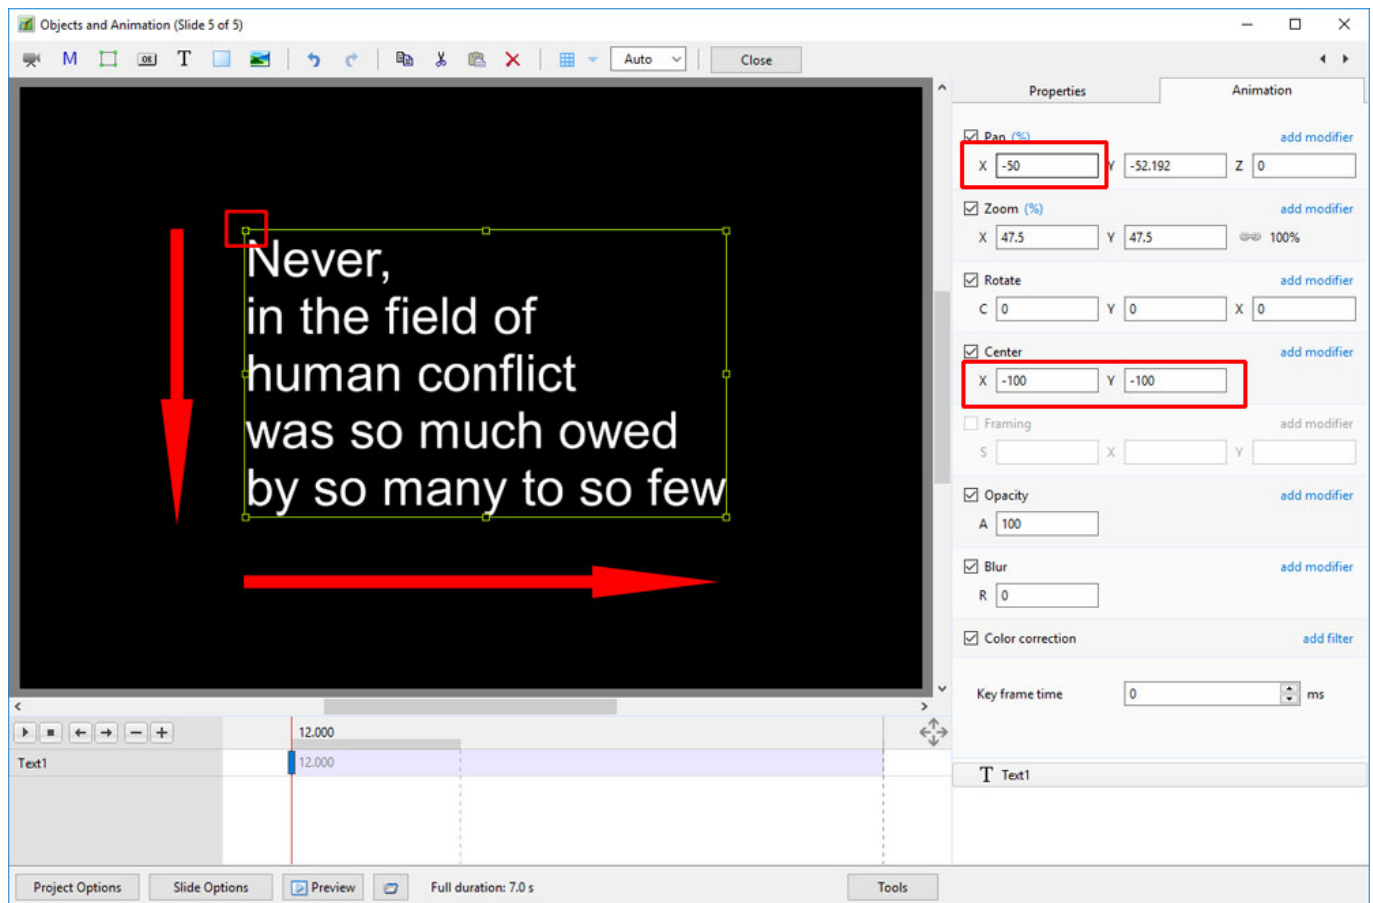 Objects and Animation (Slide 5 of 5)
M OK T Auto Close
Properties Animation
Pan (%) add modifier
X -50 Y -52.192 Z 0
Zoom (%) add modifier
X 47.5 Y 47.5 100%
Rotate add modifier
C 0 Y 0 X 0
Center add modifier
X -100 Y -100
Framing add modifier
S X Y
Opacity add modifier
A 100
Blur add modifier
R 0
Color correction add filter
Key frame time 0 ms
T Text1
Never,
in the field of
human conflict
was so much owed
by so many to so few
12.000
Text1 12.000
Project Options Slide Options Preview Full duration: 7.0 s Tools